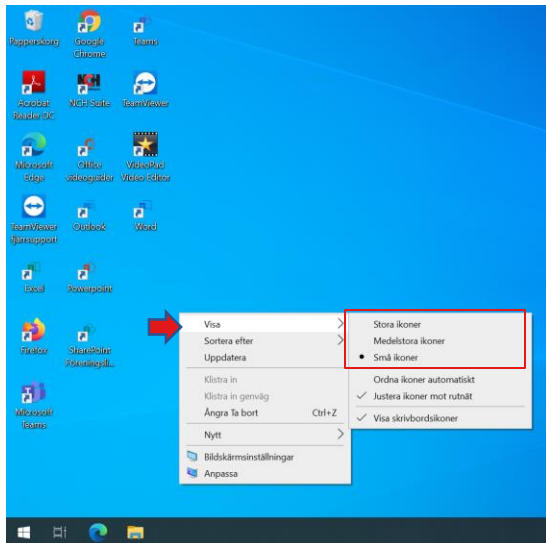 Papperskorg
Google
Chrome
Teams
Acrobat
Reader DC
NCH Suite
TeamViewer
Microsoft
Edge
Office
videoguider
VideoPad
Video Editor
TeamViewer
fjärrsupport
Outlook
Word
Excel
Powerpoint
Firefox
SharePoint
Föreningsli...
Microsoft
Teams
Visa
Sortera efter
Uppdatera
Klistra in
Klistra in genväg
Ångra Ta bort Ctrl+Z
Nytt
Bildskärmsinställningar
Anpassa
Stora ikoner
Medelstora ikoner
Små ikoner
Ordna ikoner automatiskt
Justera ikoner mot rutnät
Visa skrivbordsikoner